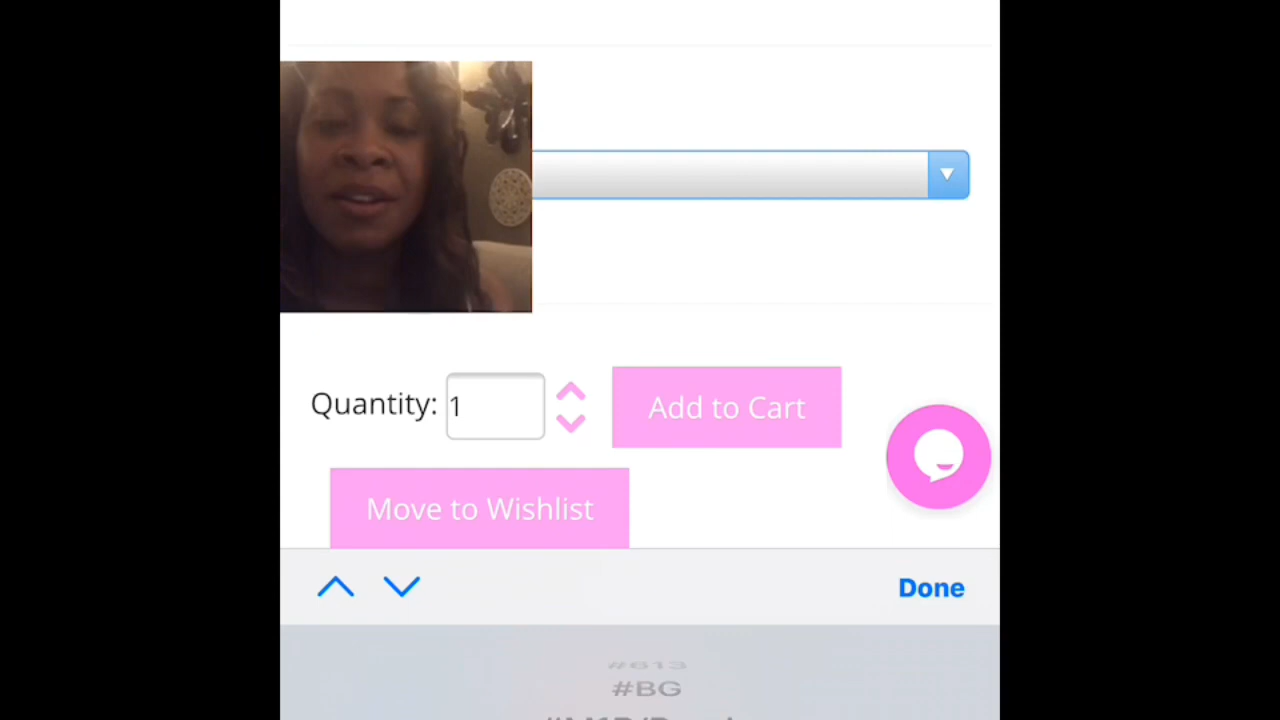 Quantity: 1
Add to Cart
Move to Wishlist
Done
#613
#BG